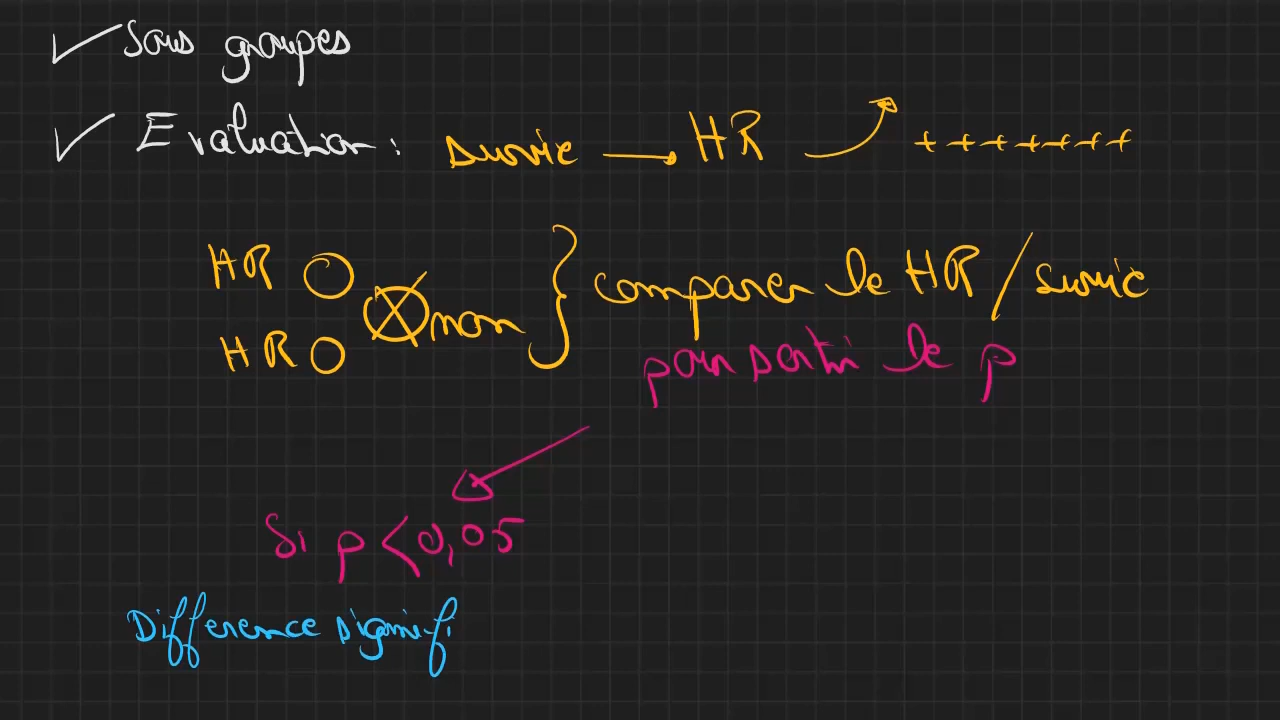 ✓ Sous groupes
✓ Evaluation : survie → HR +++++++
HR
non } comparer le HR / survie
HR
pour sortir le p
Si p < 0,05
Difference signifi